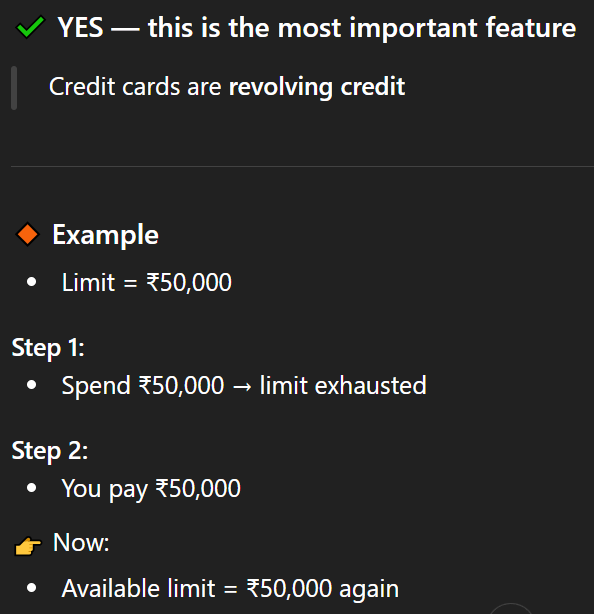 ✅ YES — this is the most important feature
Credit cards are revolving credit
🔶 Example
• Limit = ₹50,000
Step 1:
• Spend ₹50,000 → limit exhausted
Step 2:
• You pay ₹50,000
👉 Now:
• Available limit = ₹50,000 again